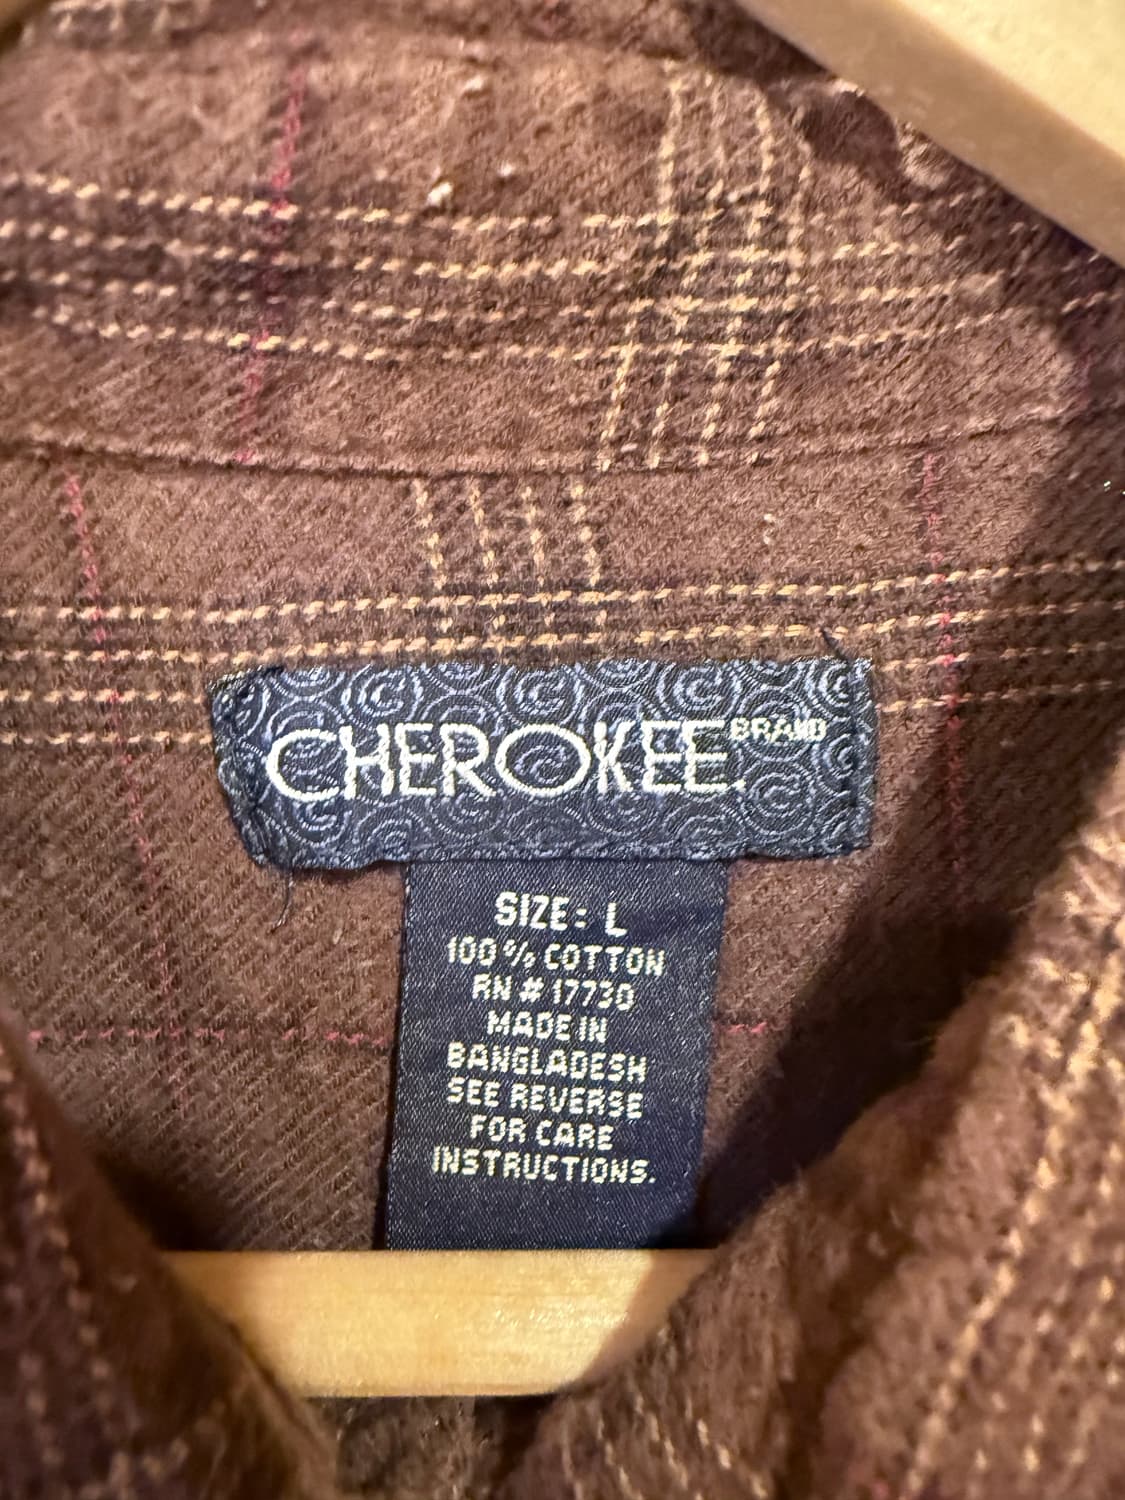 CHEROKEE BRAND
SIZE: L
100% COTTON
RN # 17730
MADE IN
BANGLADESH
SEE REVERSE
FOR CARE
INSTRUCTIONS.